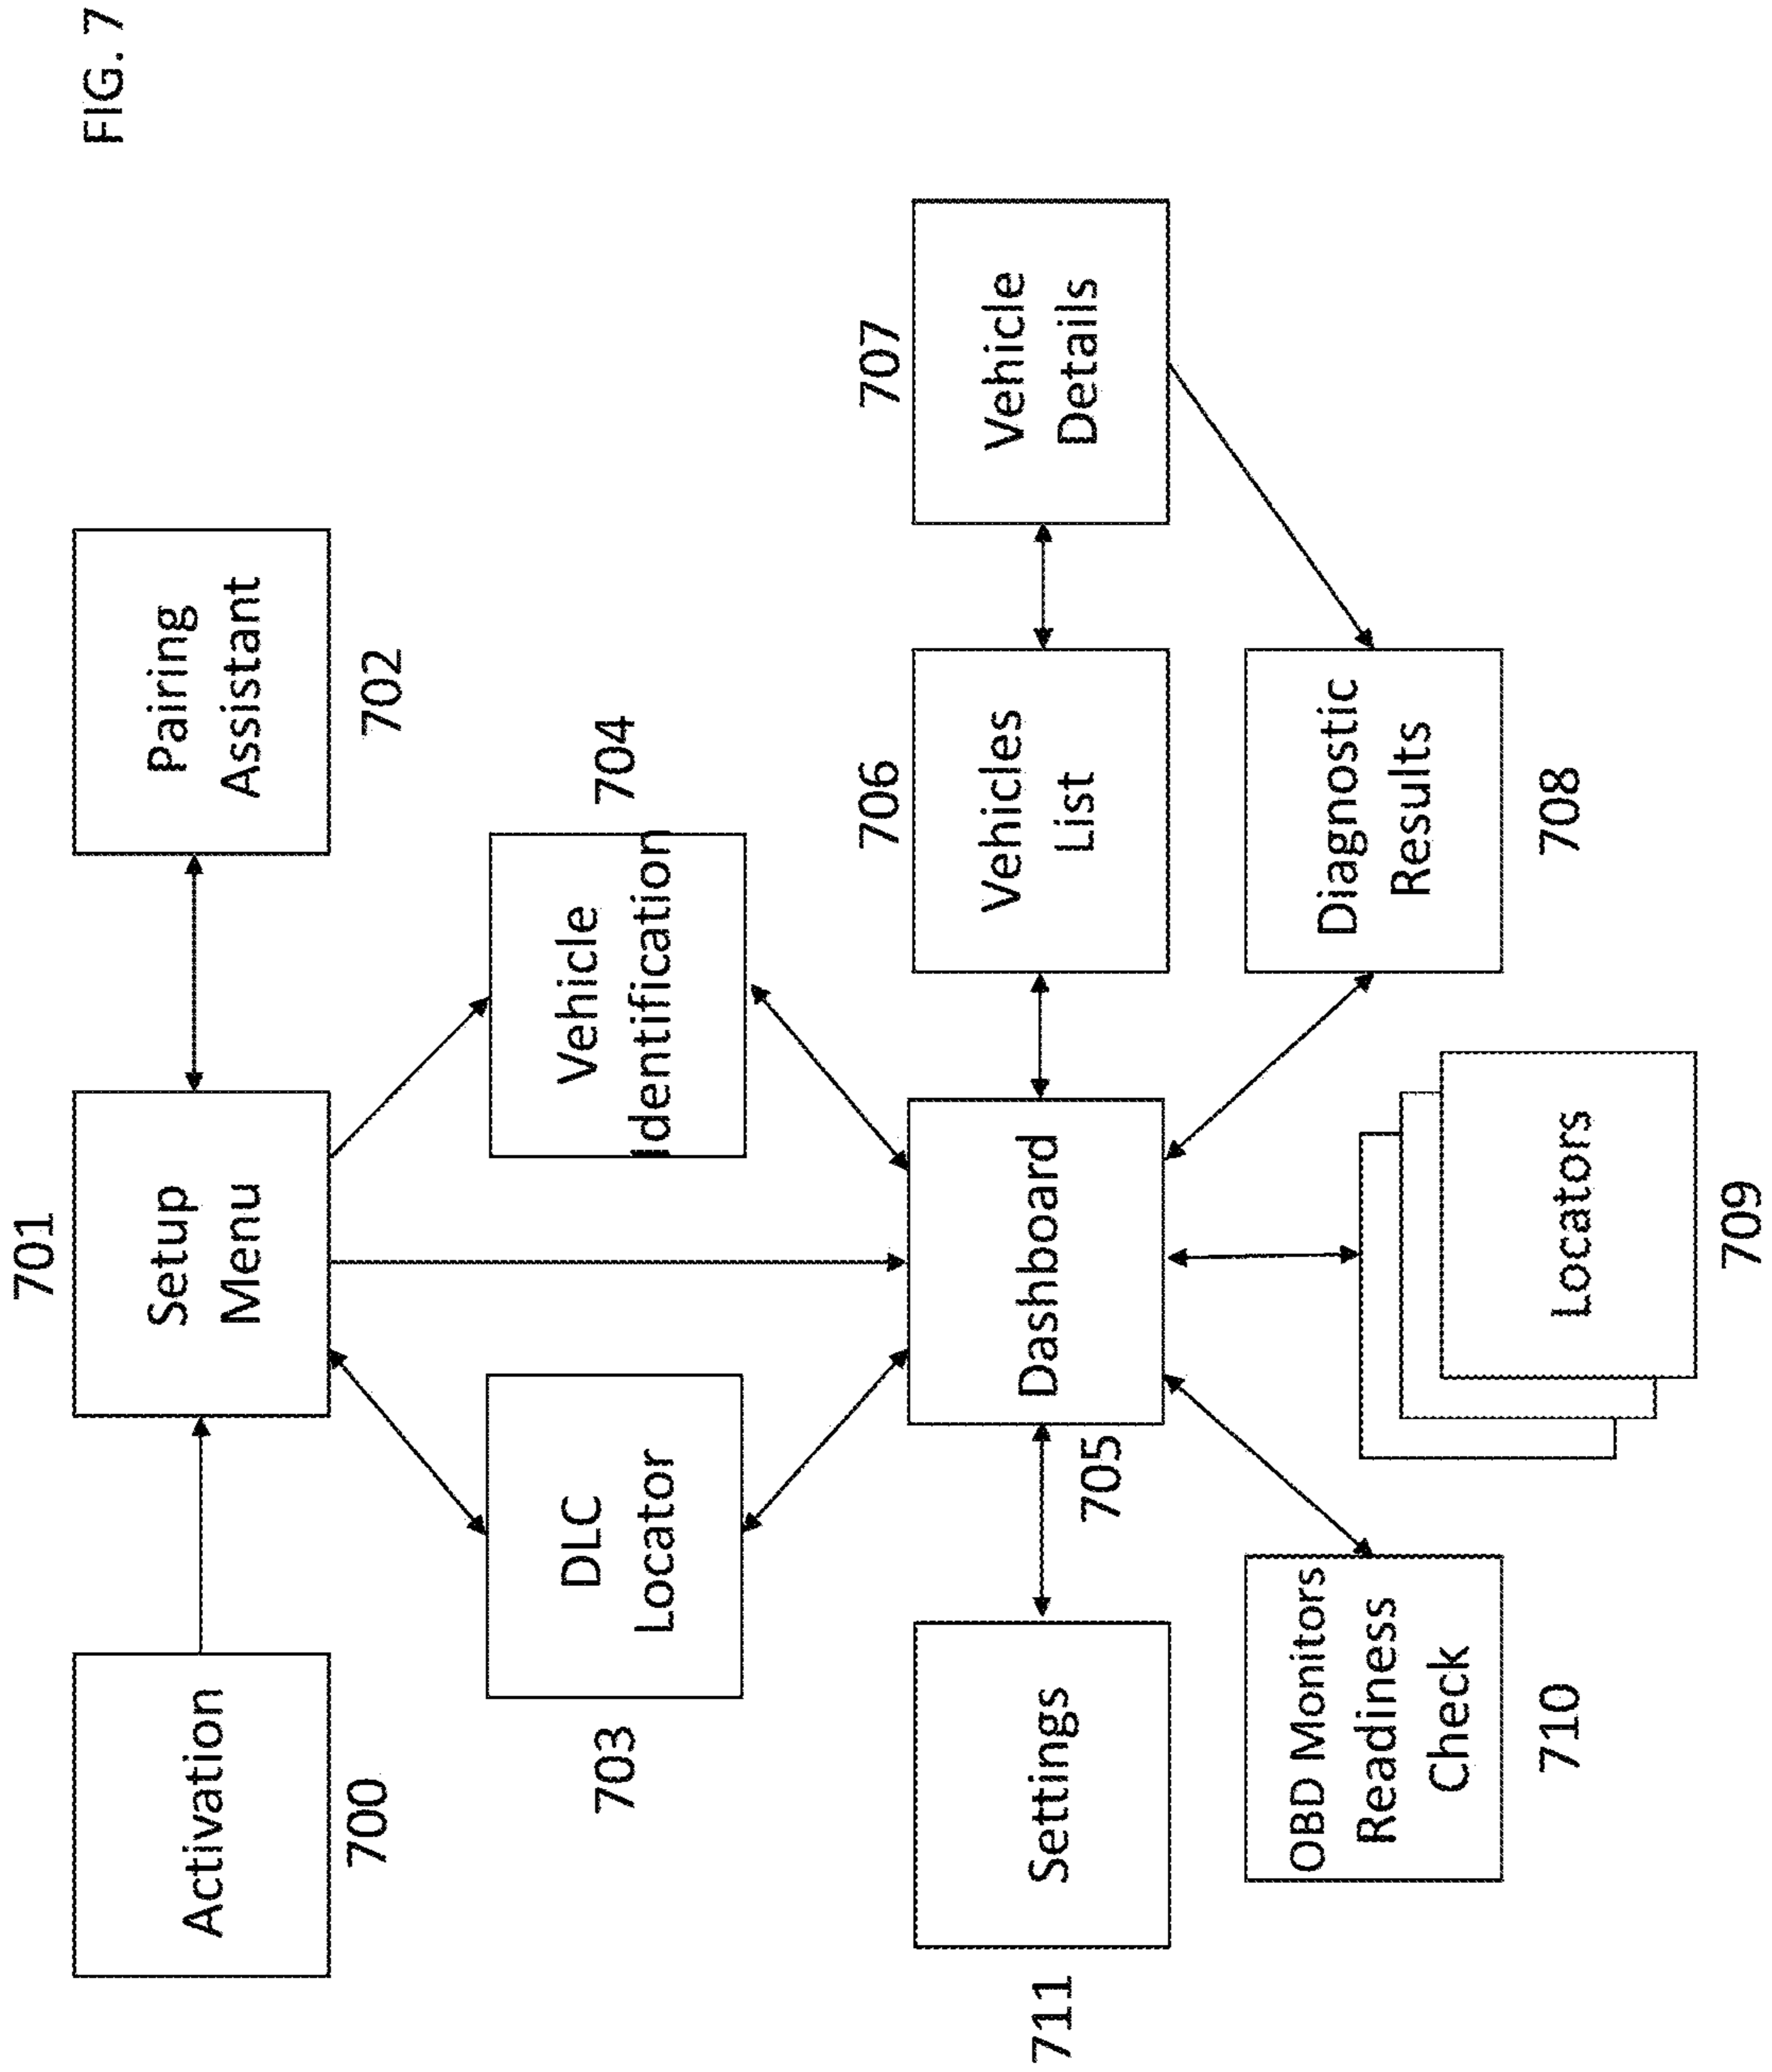 FIG. 7
701
Activation
700
Setup
Menu
Pairing
Assistant
702
DLC
Locator
703
Vehicle
Identification
704
711
Settings
Dashboard
705
706
Vehicles
List
707
Vehicle
Details
OBD Monitors
Readiness
Check
710
Locators
709
Diagnostic
Results
708